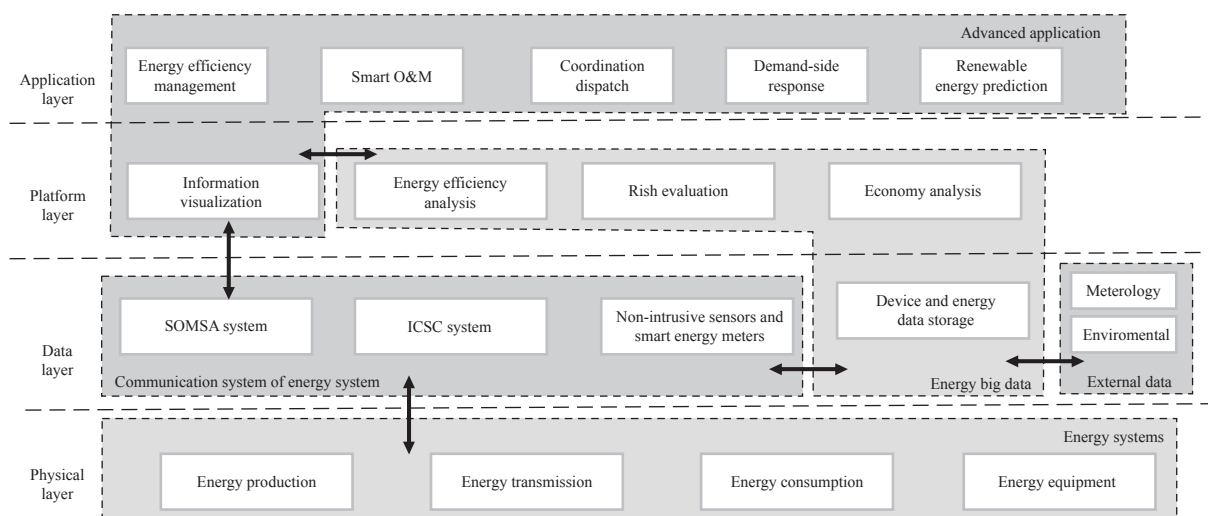 Advanced application
Application
layer
Energy efficiency
management
Smart O&M
Coordination
dispatch
Demand-side
response
Renewable
energy prediction
Platform
layer
Information
visualization
Energy efficiency
analysis
Rish evaluation
Economy analysis
Data
layer
SOMSA system
ICSC system
Non-intrusive sensors and
smart energy meters
Communication system of energy system
Device and energy
data storage
Energy big data
Meterology
Enviromental
External data
Physical
layer
Energy systems
Energy production
Energy transmission
Energy consumption
Energy equipment